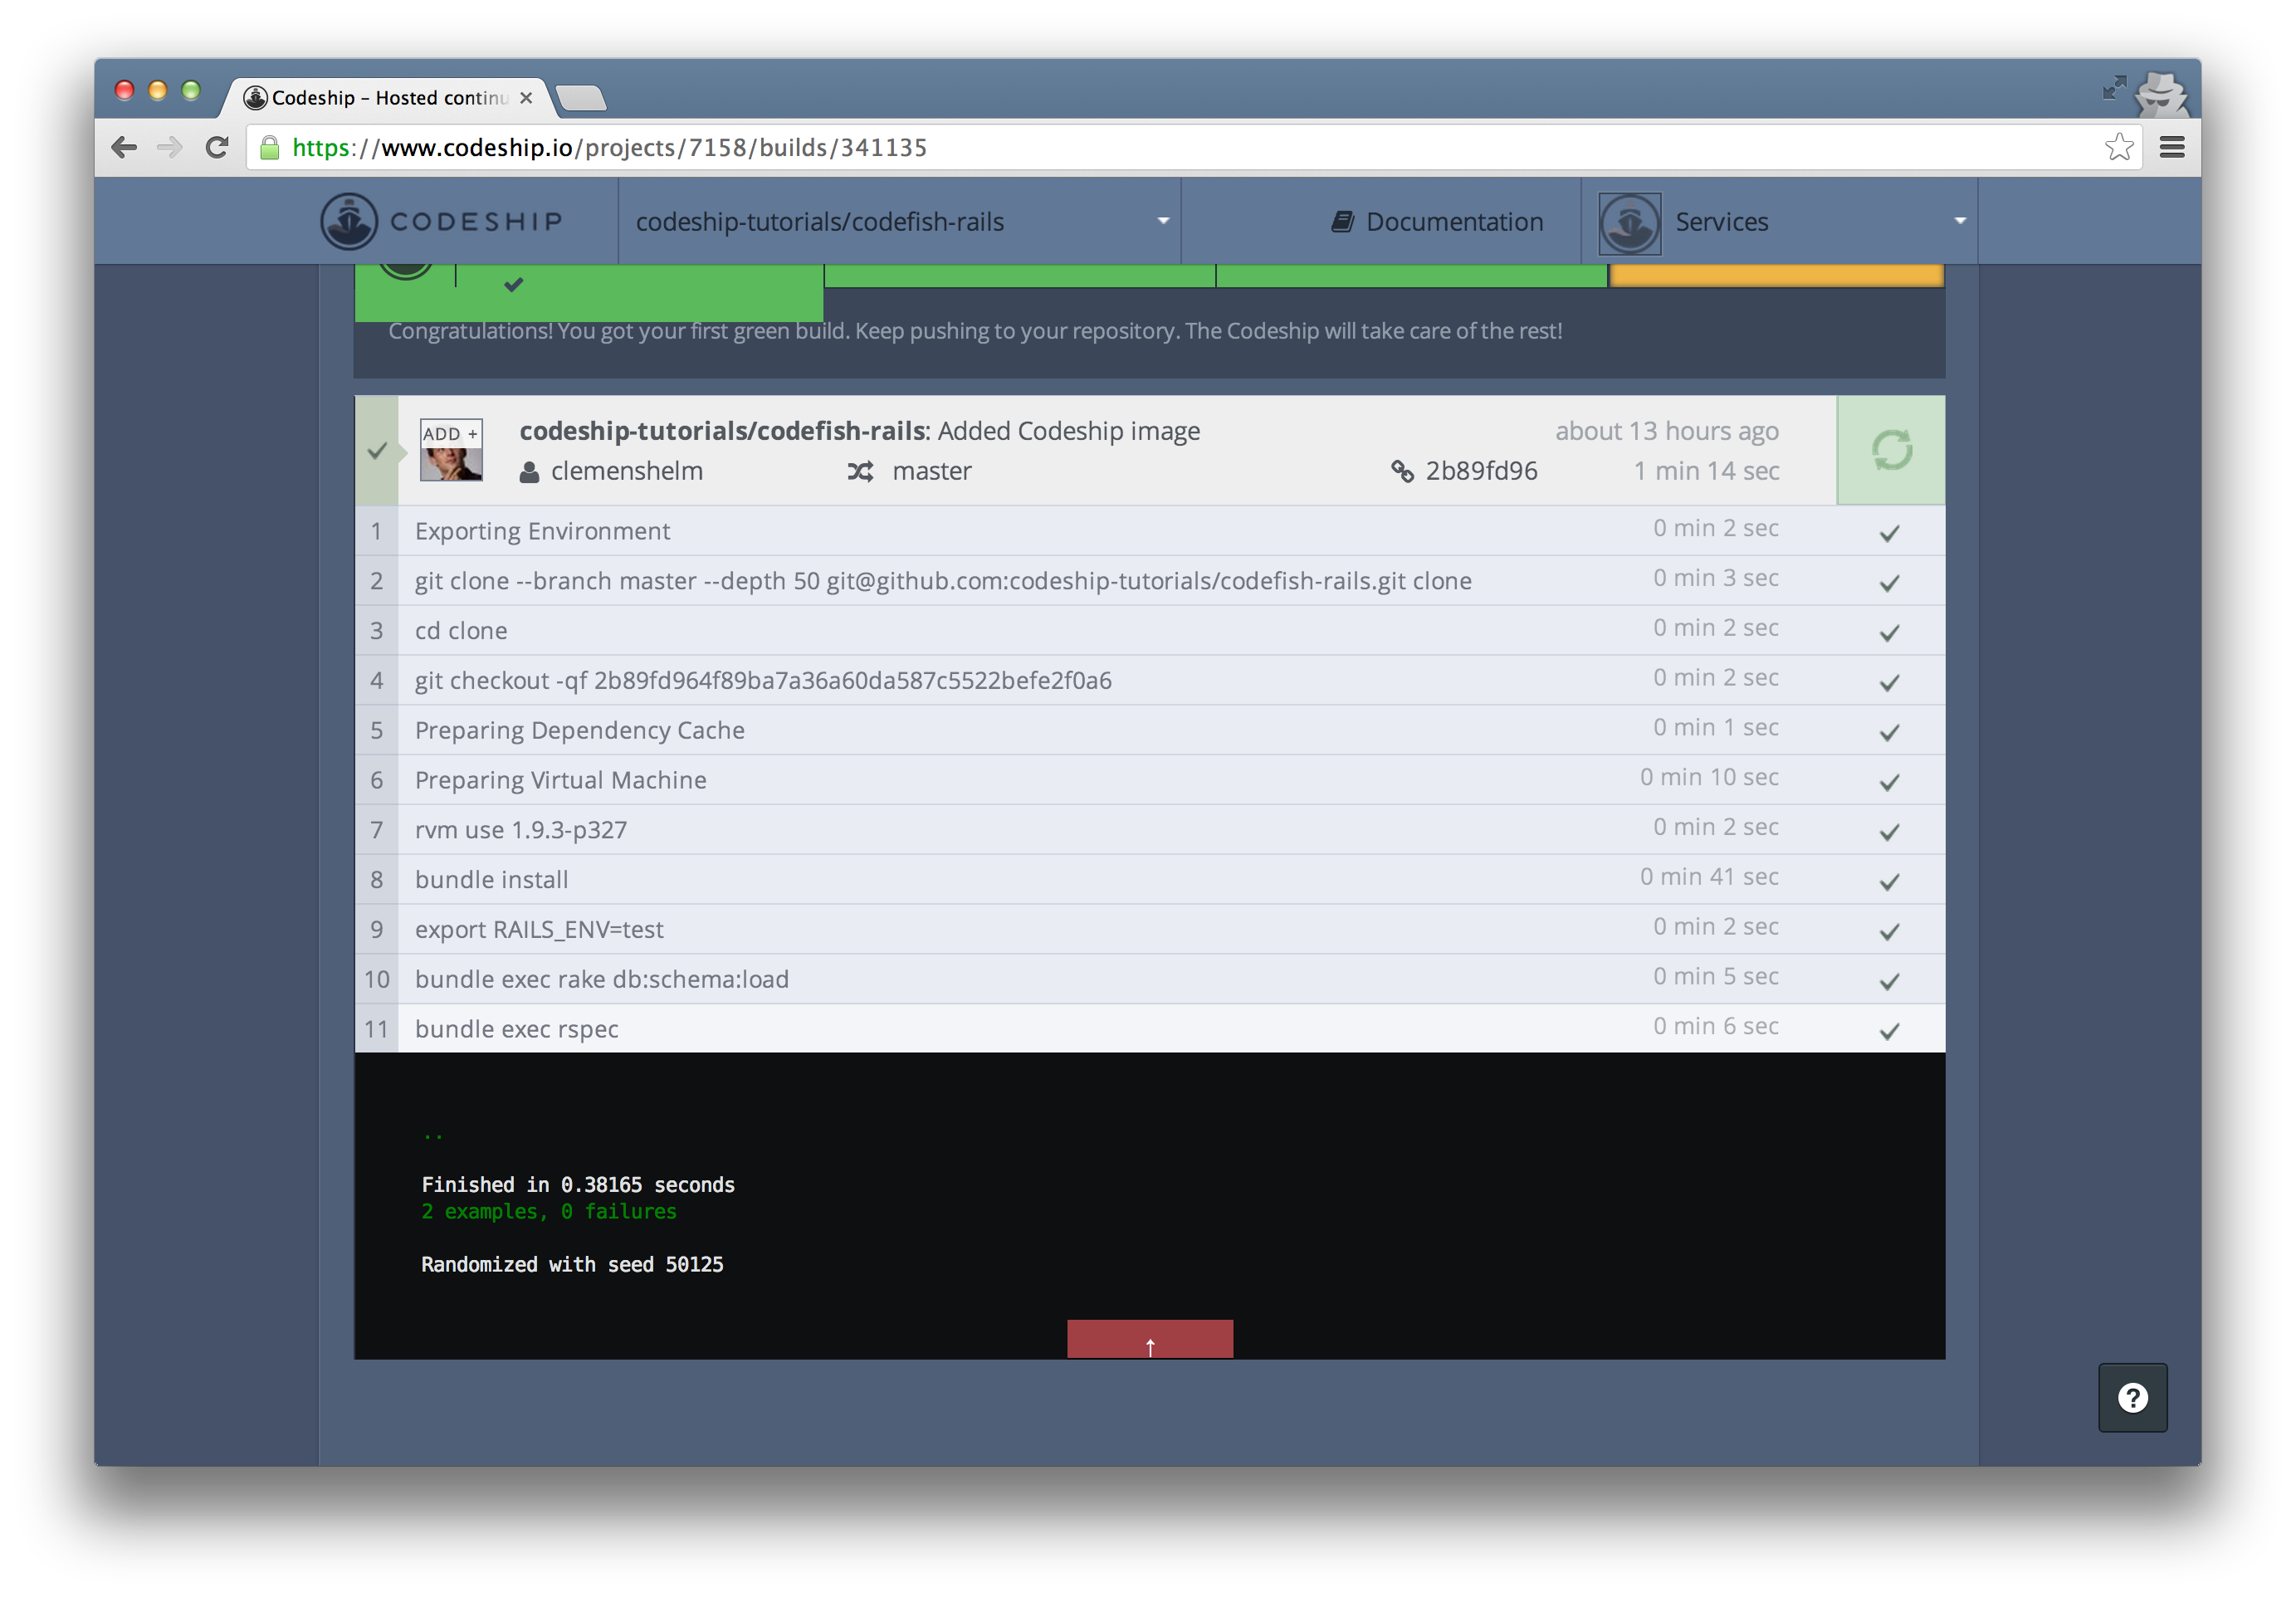 Codeship – Hosted continu
https://www.codeship.io/projects/7158/builds/341135
CODESHIP
codeship-tutorials/codefish-rails
Documentation
Services
Congratulations! You got your first green build. Keep pushing to your repository. The Codeship will take care of the rest!
ADD +
codeship-tutorials/codefish-rails: Added Codeship image
about 13 hours ago
clemenshelm
master
2b89fd96
1 min 14 sec
1 Exporting Environment 0 min 2 sec
2 git clone --branch master --depth 50 git@github.com:codeship-tutorials/codefish-rails.git clone 0 min 3 sec
3 cd clone 0 min 2 sec
4 git checkout -qf 2b89fd964f89ba7a36a60da587c5522befe2f0a6 0 min 2 sec
5 Preparing Dependency Cache 0 min 1 sec
6 Preparing Virtual Machine 0 min 10 sec
7 rvm use 1.9.3-p327 0 min 2 sec
8 bundle install 0 min 41 sec
9 export RAILS_ENV=test 0 min 2 sec
10 bundle exec rake db:schema:load 0 min 5 sec
11 bundle exec rspec 0 min 6 sec
..
Finished in 0.38165 seconds
2 examples, 0 failures
Randomized with seed 50125
↑
?